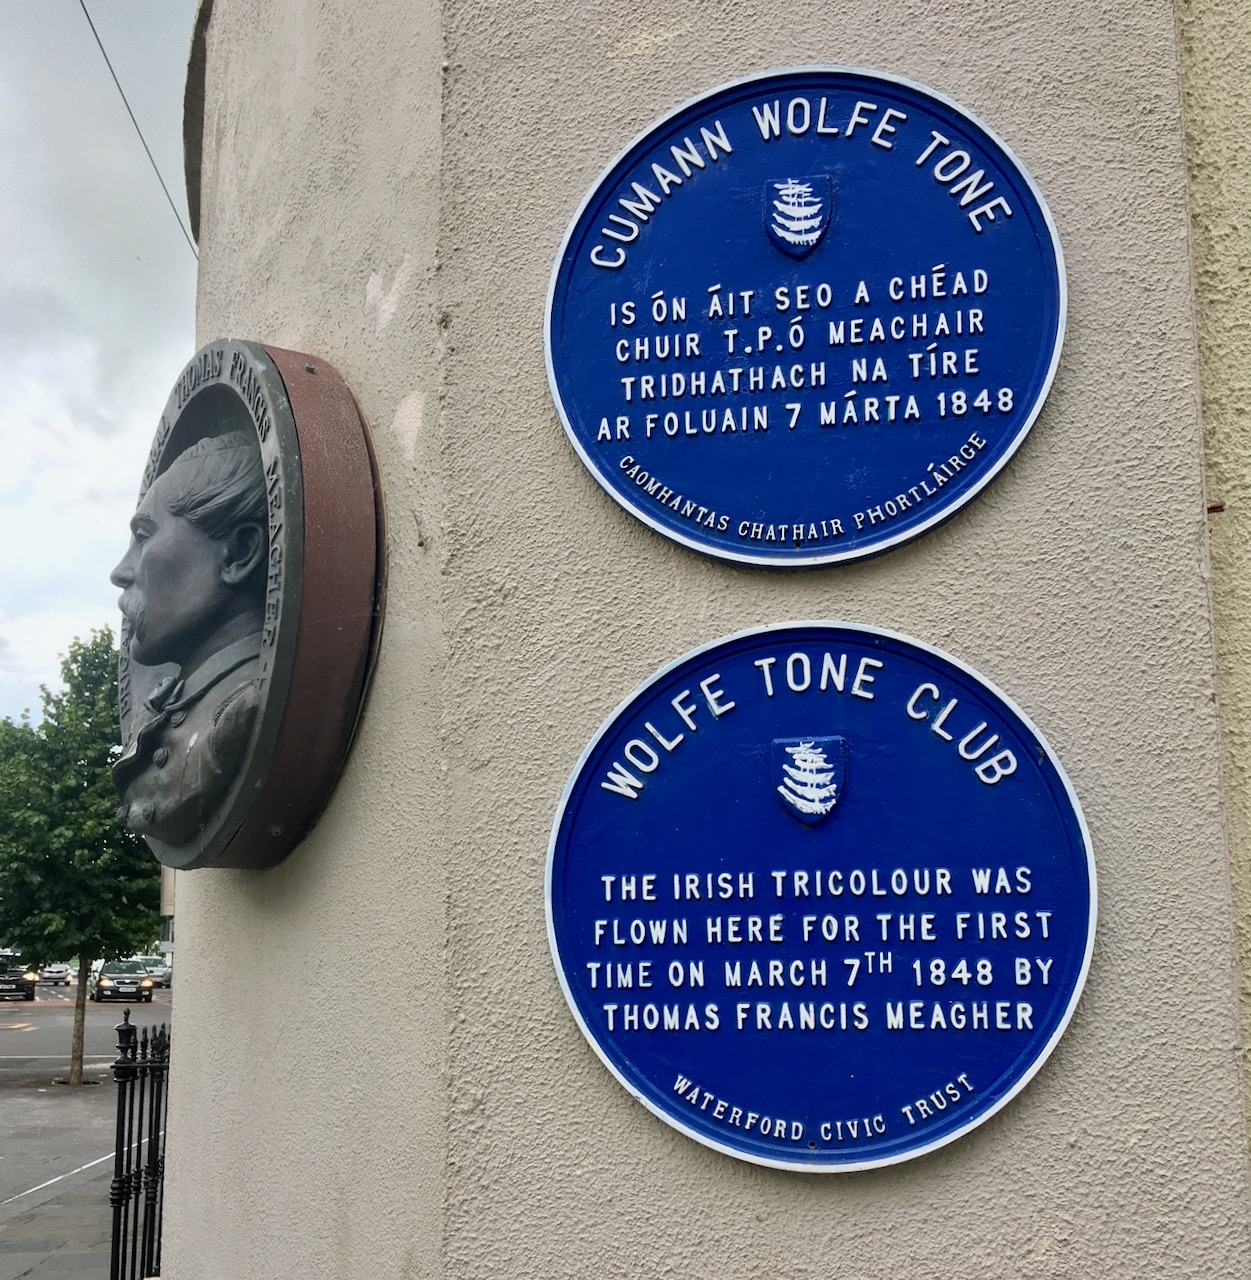 CUMANN WOLFE TONE
IS ÓN ÁIT SEO A CHÉAD
CHUIR T.P.Ó MEACHAIR
TRIDHATHACH NA TÍRE
AR FOLUAIN 7 MÁRTA 1848
CAOMHANTAS CHATHAIR PHORTLÁIRGE
THOMAS FRANCIS MEAGHER
WOLFE TONE CLUB
THE IRISH TRICOLOUR WAS
FLOWN HERE FOR THE FIRST
TIME ON MARCH 7TH 1848 BY
THOMAS FRANCIS MEAGHER
WATERFORD CIVIC TRUST